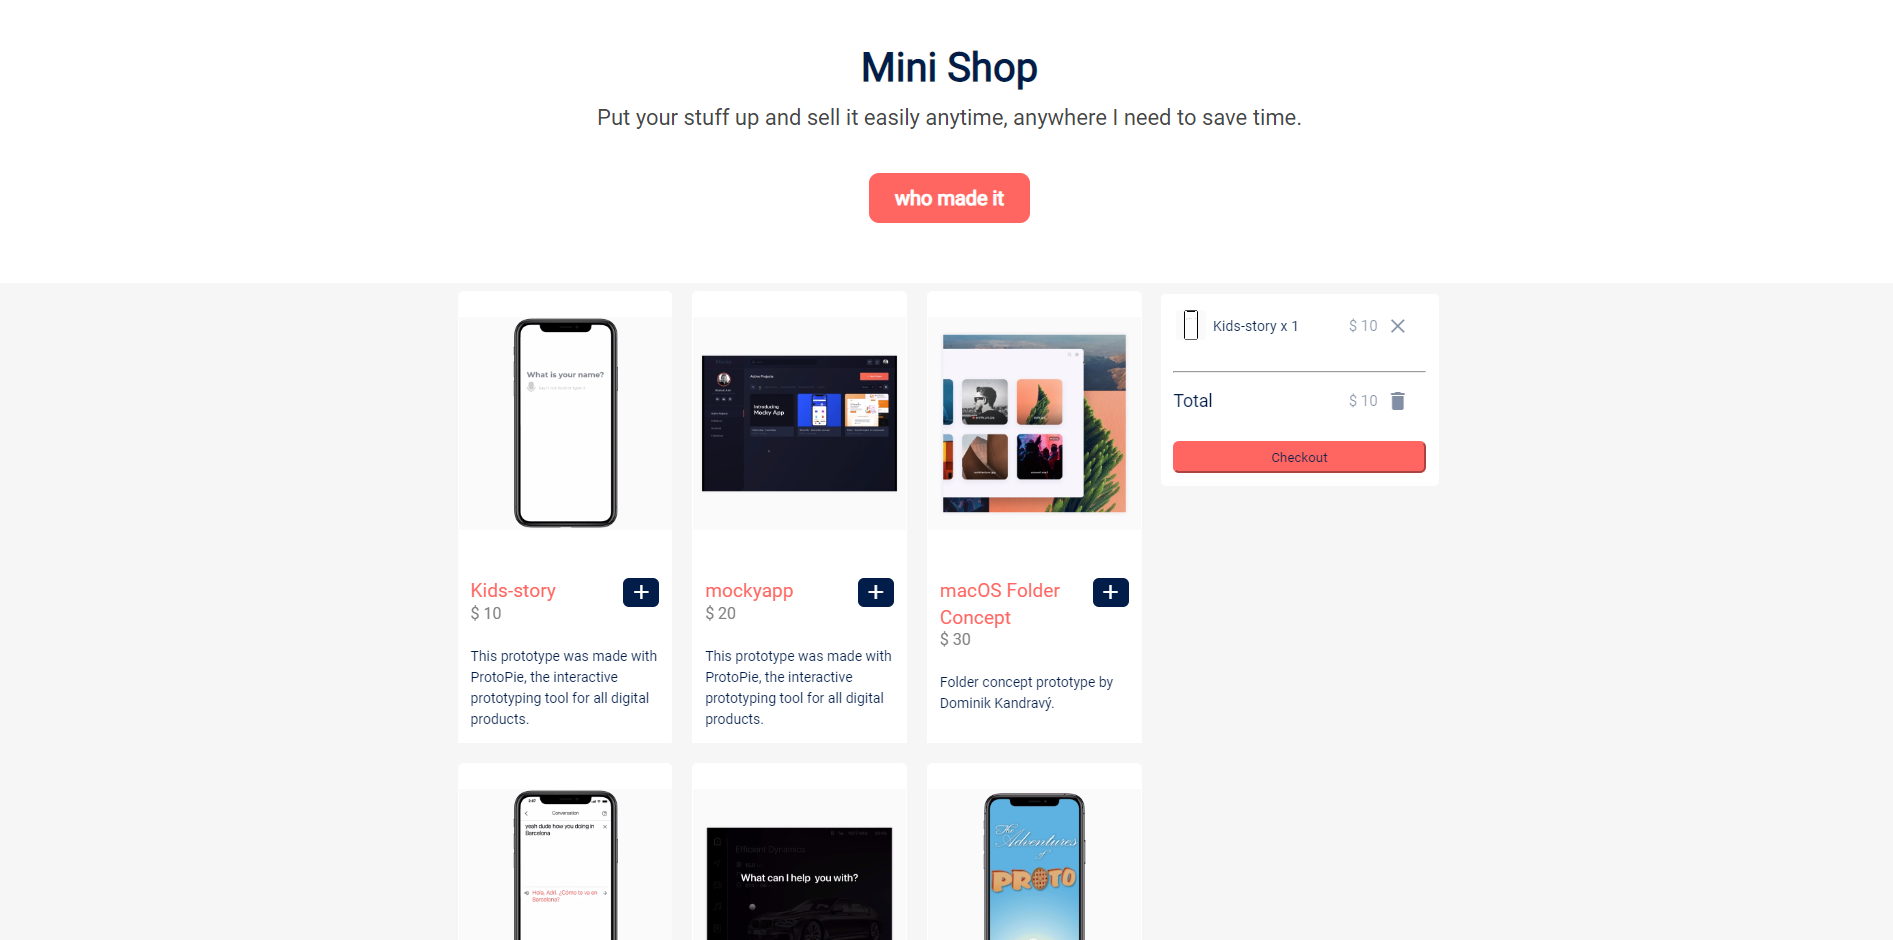 Mini Shop
Put your stuff up and sell it easily anytime, anywhere I need to save time.
who made it
What is your name?
Introducing
Mocky App
Kids-story
$ 10
This prototype was made with
ProtoPie, the interactive
prototyping tool for all digital
products.
mockyapp
$ 20
This prototype was made with
ProtoPie, the interactive
prototyping tool for all digital
products.
macOS Folder
Concept
$ 30
Folder concept prototype by
Dominik Kandravý.
Kids-story x 1
$ 10
Total
$ 10
Checkout
Conversation
yeah dude how you doing in
Barcelona
Hola, Adri. ¿Cómo te va en
Barcelona?
Efficient Dynamics
What can I help you with?
The
Adventures
of
PROTO